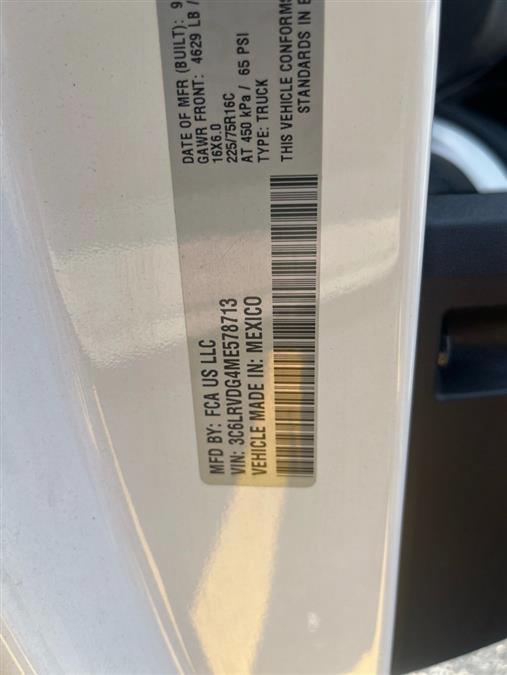 MFD BY: FCA US LLC
VIN: 3C6LRVDG4ME578713
VEHICLE MADE IN: MEXICO
DATE OF MFR (BUILT): 9
GAWR FRONT: 4629 LB /
16X6.0
225/75R16C
AT 450 kPa / 65 PSI
TYPE: TRUCK
THIS VEHICLE CONFORMS
STANDARDS IN E